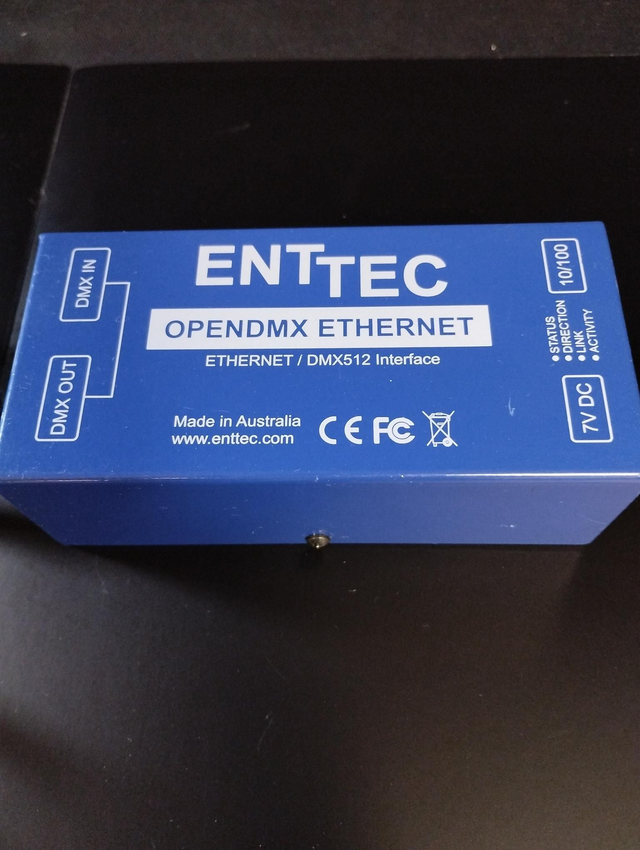 ENTTEC
OPENDMX ETHERNET
ETHERNET / DMX512 Interface
Made in Australia
www.enttec.com
CE FC
DMX IN
DMX OUT
10/100
STATUS
DIRECTION
LINK
ACTIVITY
7V DC